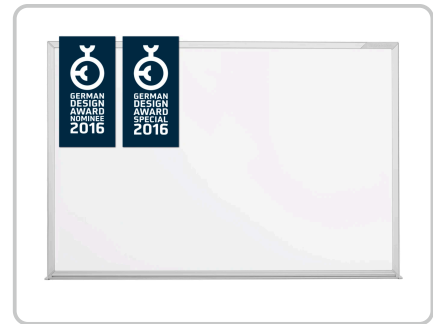 GERMAN
DESIGN
AWARD
NOMINEE
2016
GERMAN
DESIGN
AWARD
SPECIAL
2016